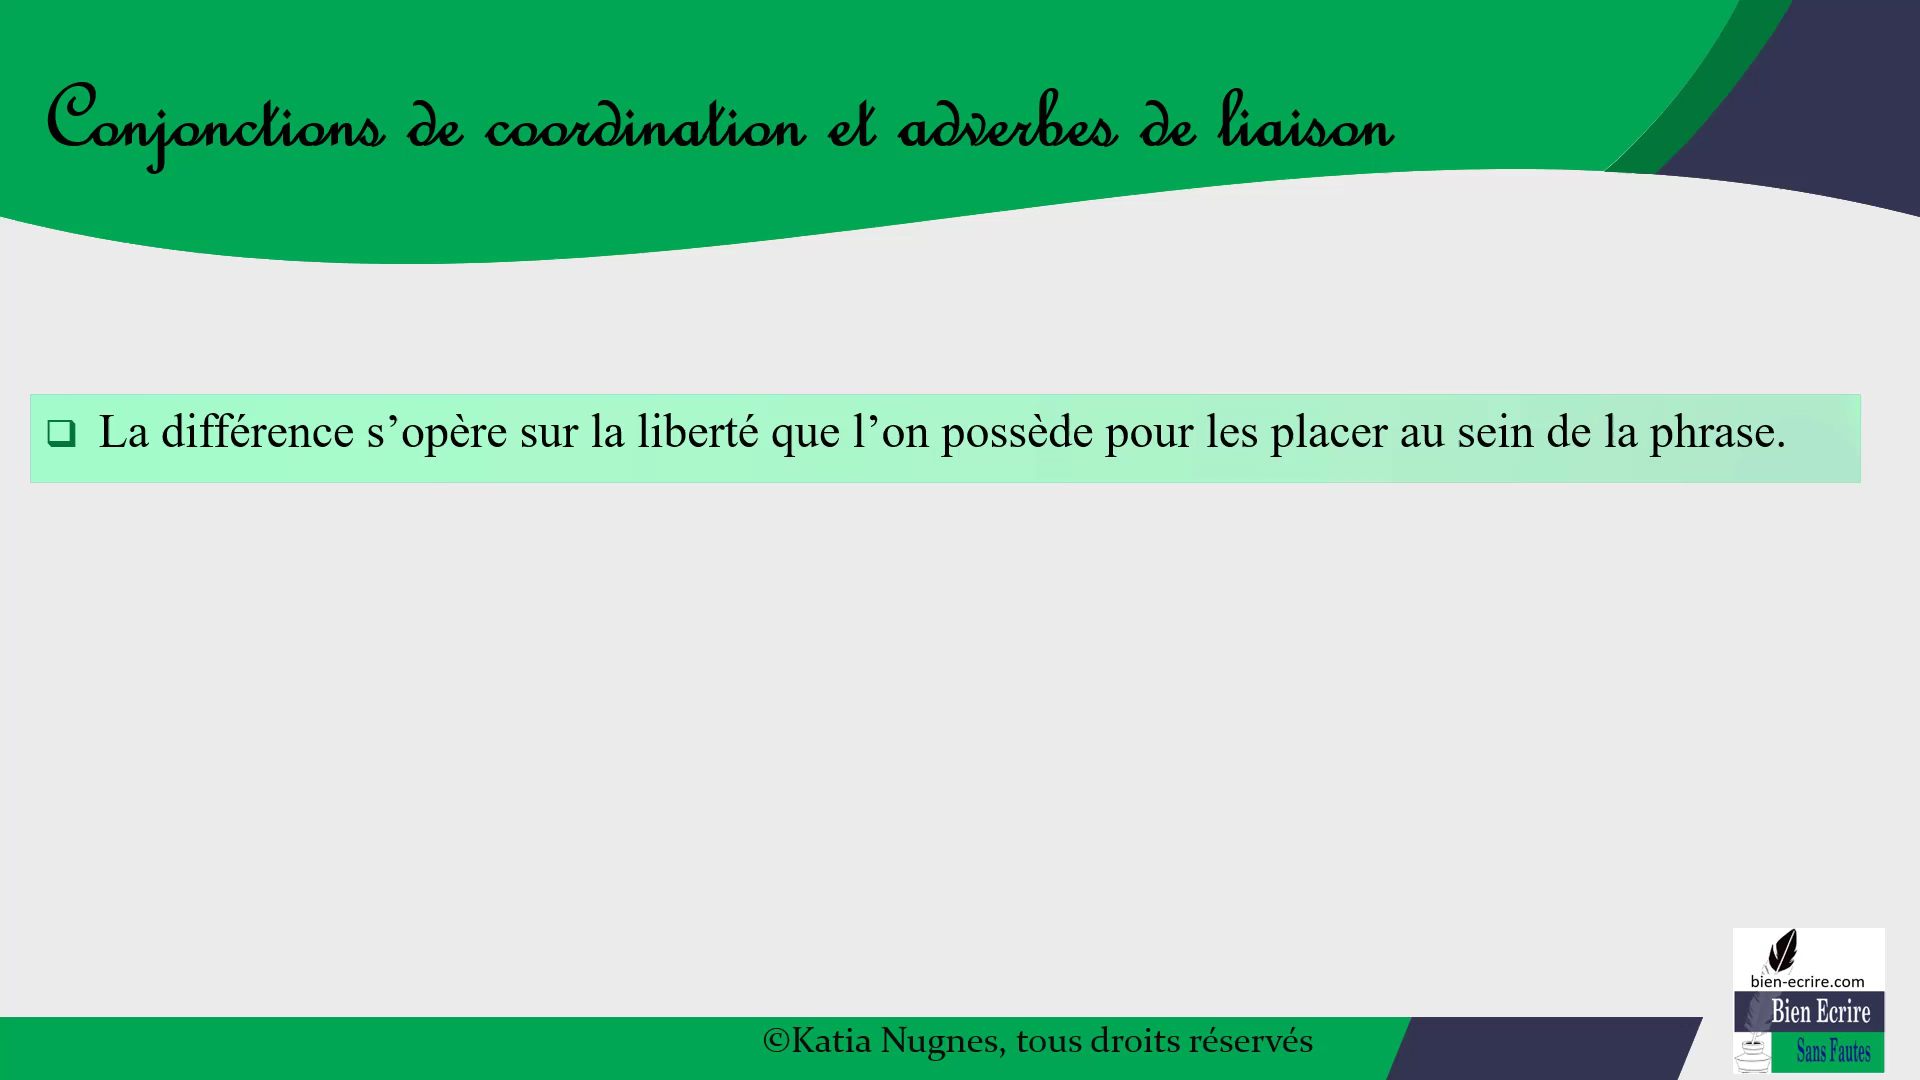 Conjonctions de coordination et adverbes de liaison
❑ La différence s’opère sur la liberté que l’on possède pour les placer au sein de la phrase.
bien-ecrire.com
Bien Ecrire
Sans Fautes
©Katia Nugnes, tous droits réservés